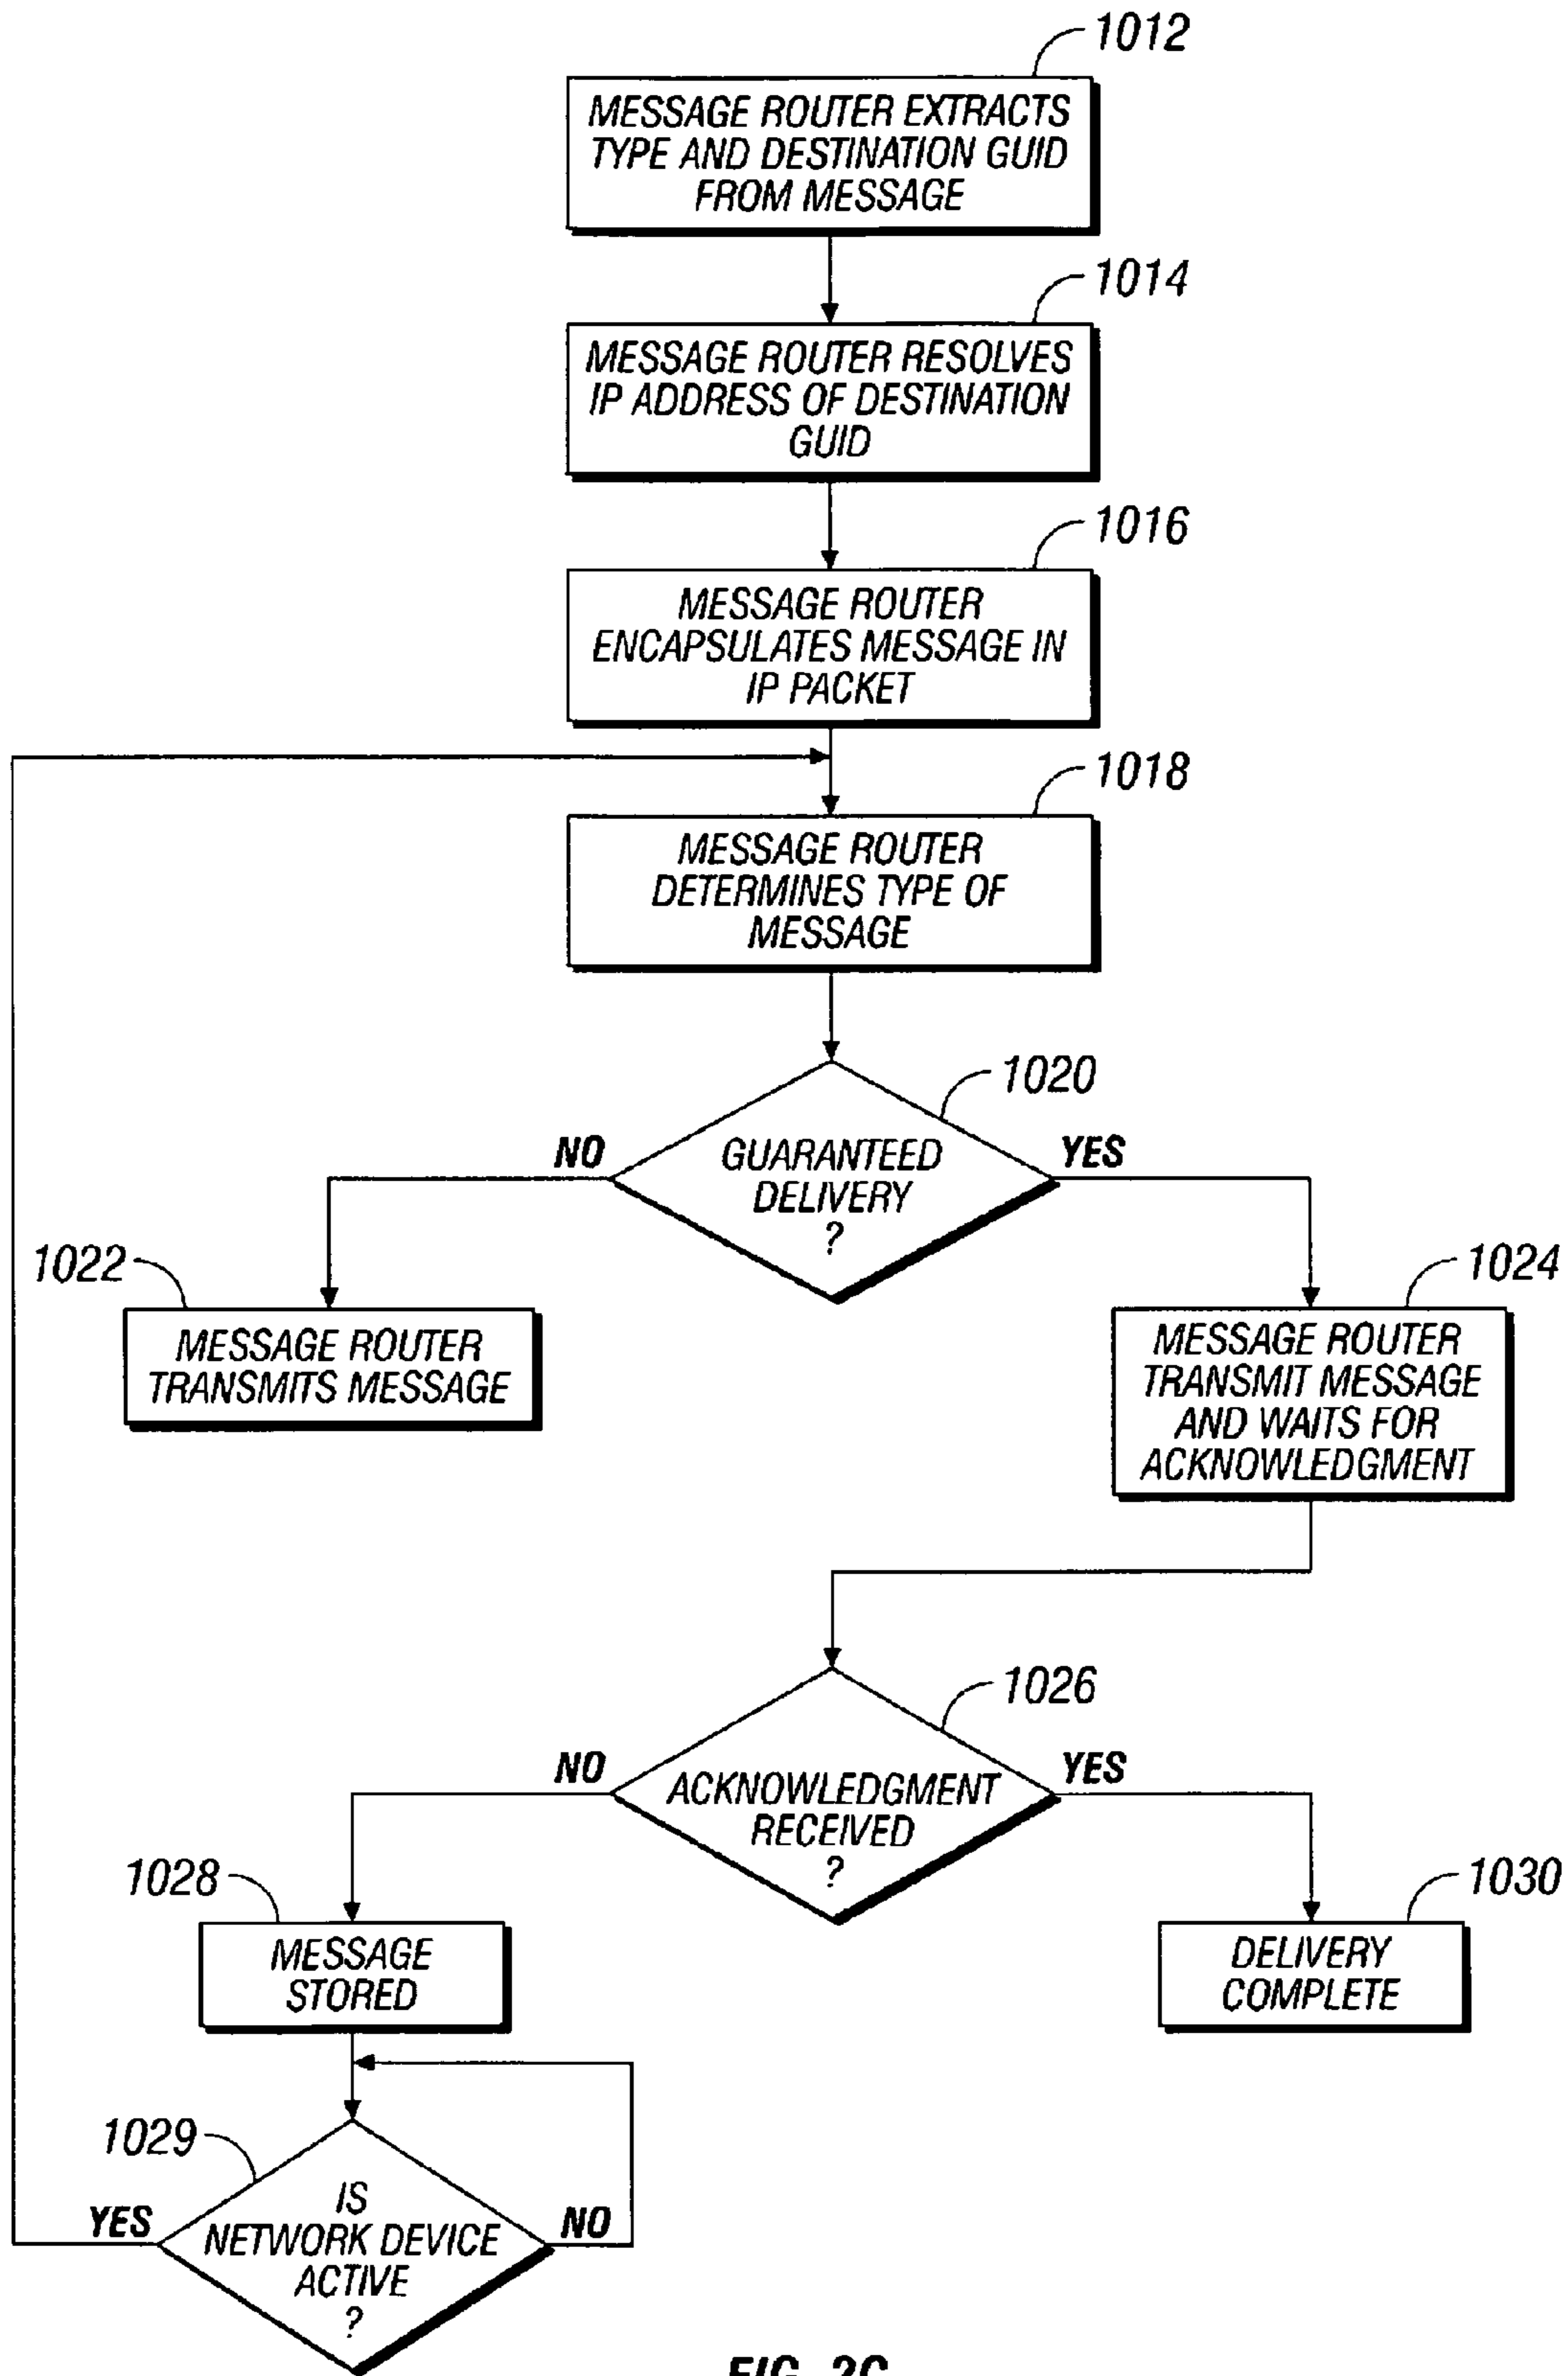 1012
MESSAGE ROUTER EXTRACTS
TYPE AND DESTINATION GUID
FROM MESSAGE
1014
MESSAGE ROUTER RESOLVES
IP ADDRESS OF DESTINATION
GUID
1016
MESSAGE ROUTER
ENCAPSULATES MESSAGE IN
IP PACKET
1018
MESSAGE ROUTER
DETERMINES TYPE OF
MESSAGE
1020
GUARANTEED
DELIVERY
?
NO
YES
1022
MESSAGE ROUTER
TRANSMITS MESSAGE
1024
MESSAGE ROUTER
TRANSMIT MESSAGE
AND WAITS FOR
ACKNOWLEDGMENT
1026
ACKNOWLEDGMENT
RECEIVED
?
NO
YES
1028
MESSAGE
STORED
1030
DELIVERY
COMPLETE
1029
IS
NETWORK DEVICE
ACTIVE
?
YES
NO
FIG. 2C